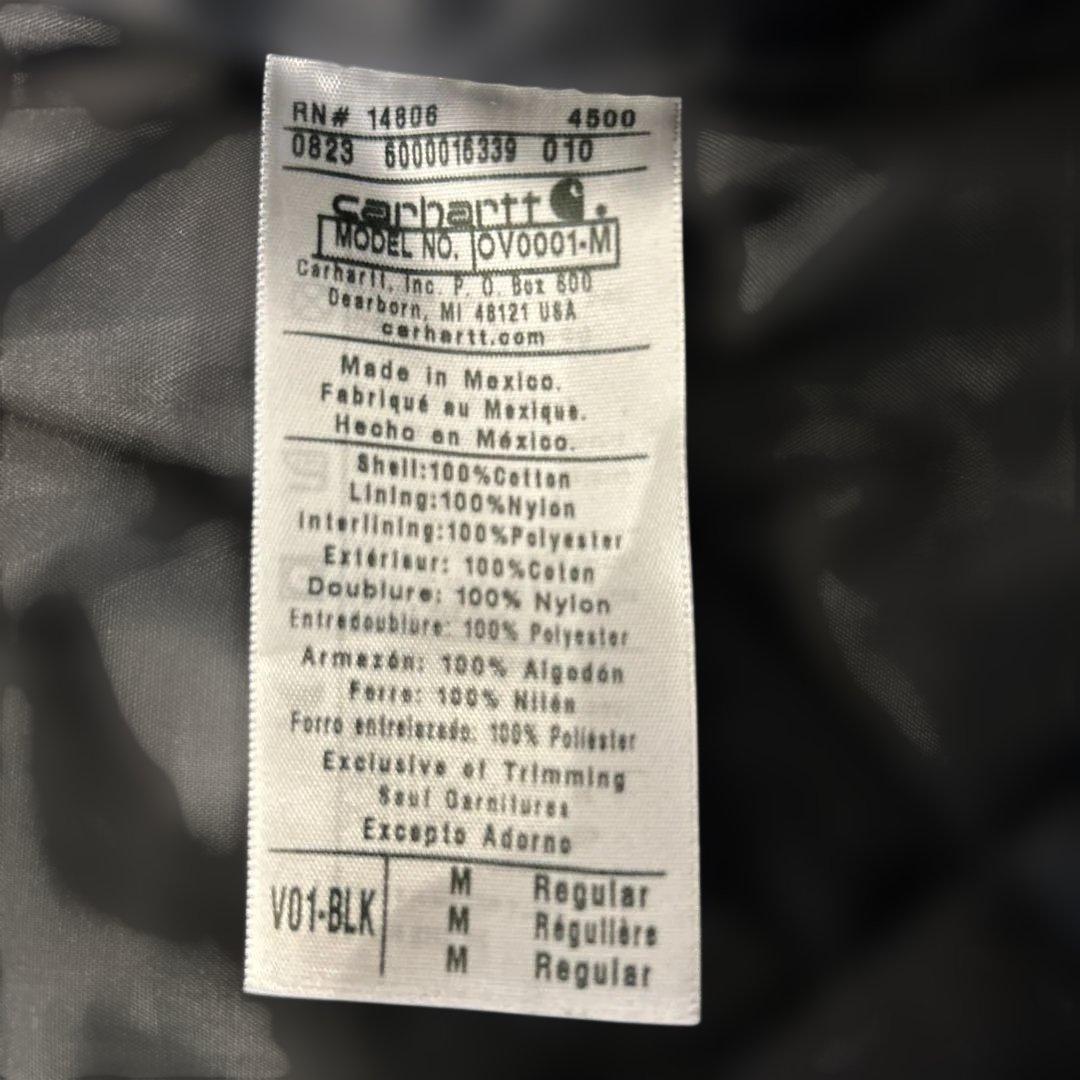 RN# 14806 4500
0823 6000016339 010
carhartt
MODEL NO. OV0001-M
Carhartt, Inc. P. O. Box 600
Dearborn, MI 48121 USA
carhartt.com
Made in Mexico.
Fabriqué au Mexique.
Hecho en México.
Shell:100%Cotton
Lining:100%Nylon
Interlining:100%Polyester
Extérieur: 100%Coton
Doublure: 100% Nylon
Entredoublure: 100% Polyester
Armazón: 100% Algodón
Forro: 100% Nilón
Forro entrelazado: 100% Poliéster
Exclusive of Trimming
Sauf Garnitures
Excepto Adorno
V01-BLK M Regular
M Régulière
M Regular